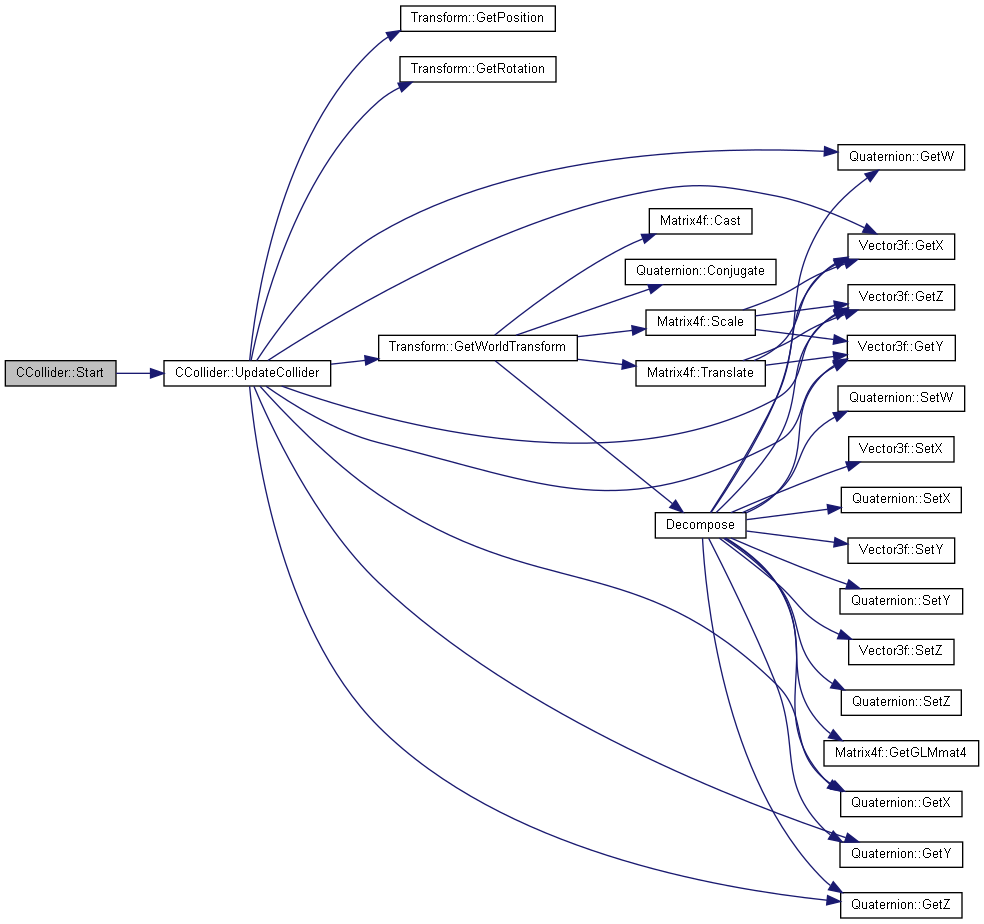 Transform::GetPosition
Transform::GetRotation
Quaternion::GetW
Matrix4f::Cast
Vector3f::GetX
Quaternion::Conjugate
Vector3f::GetZ
Matrix4f::Scale
Transform::GetWorldTransform
Vector3f::GetY
CCollider::Start
CCollider::UpdateCollider
Matrix4f::Translate
Quaternion::SetW
Vector3f::SetX
Quaternion::SetX
Decompose
Vector3f::SetY
Quaternion::SetY
Vector3f::SetZ
Quaternion::SetZ
Matrix4f::GetGLMmat4
Quaternion::GetX
Quaternion::GetY
Quaternion::GetZ